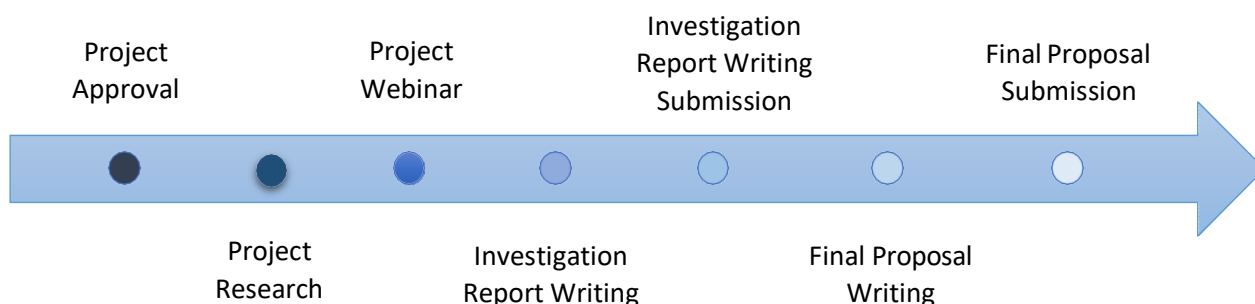 Project
Approval
Project
Research
Project
Webinar
Investigation
Report Writing
Investigation
Report Writing
Submission
Final Proposal
Writing
Final Proposal
Submission